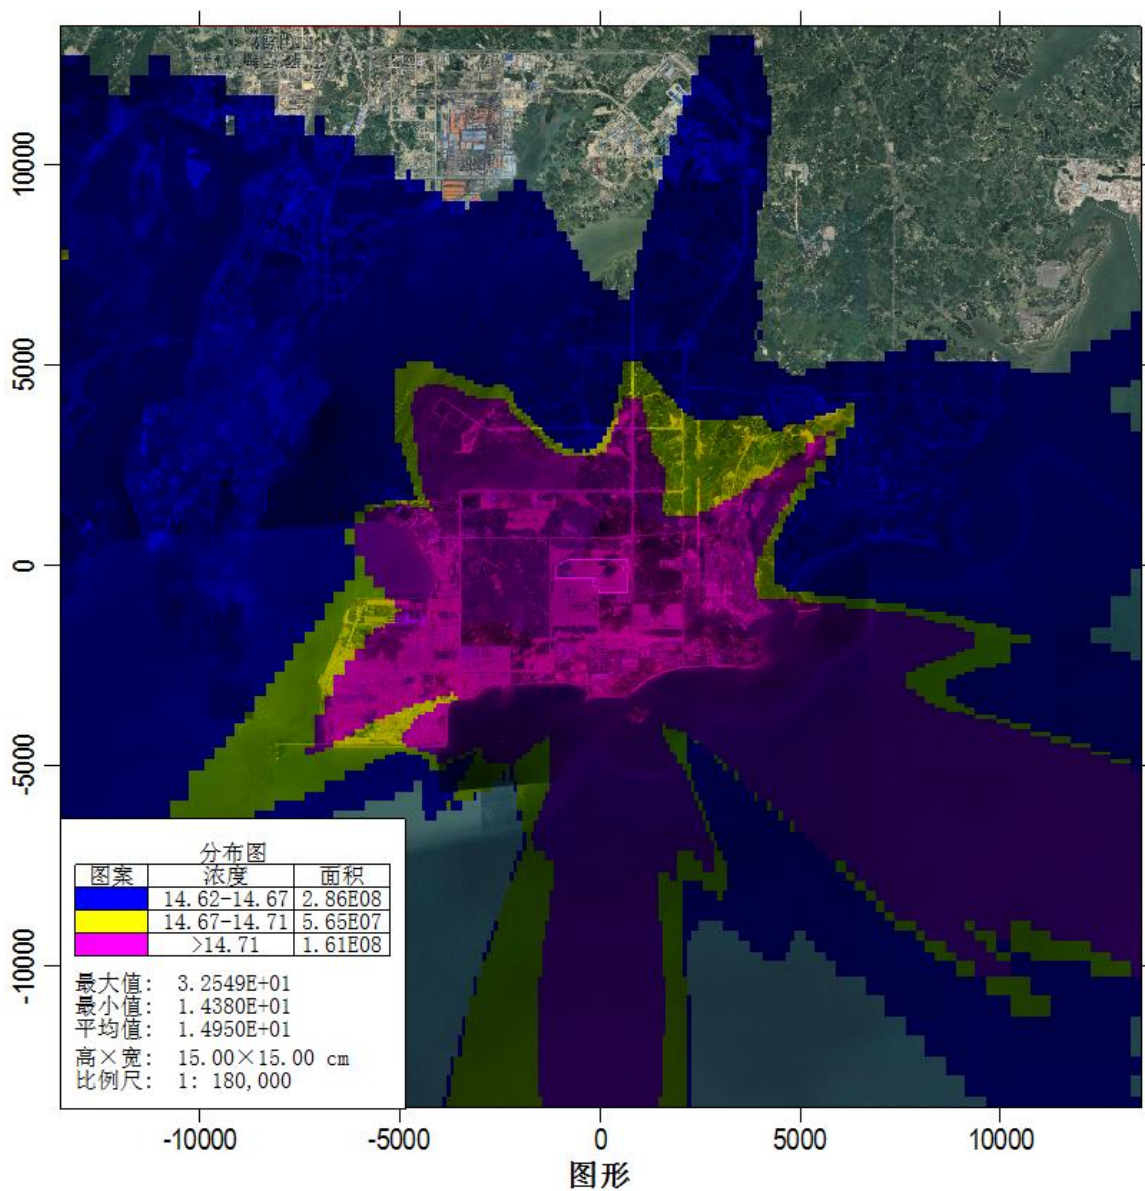 10000
5000
0
-5000
-10000
分布图
图案 浓度 面积
14.62-14.67 2.86E08
14.67-14.71 5.65E07
>14.71 1.61E08
最大值: 3.2549E+01
最小值: 1.4380E+01
平均值: 1.4950E+01
高×宽: 15.00×15.00 cm
比例尺: 1: 180,000
-10000 -5000 0 5000 10000
图形